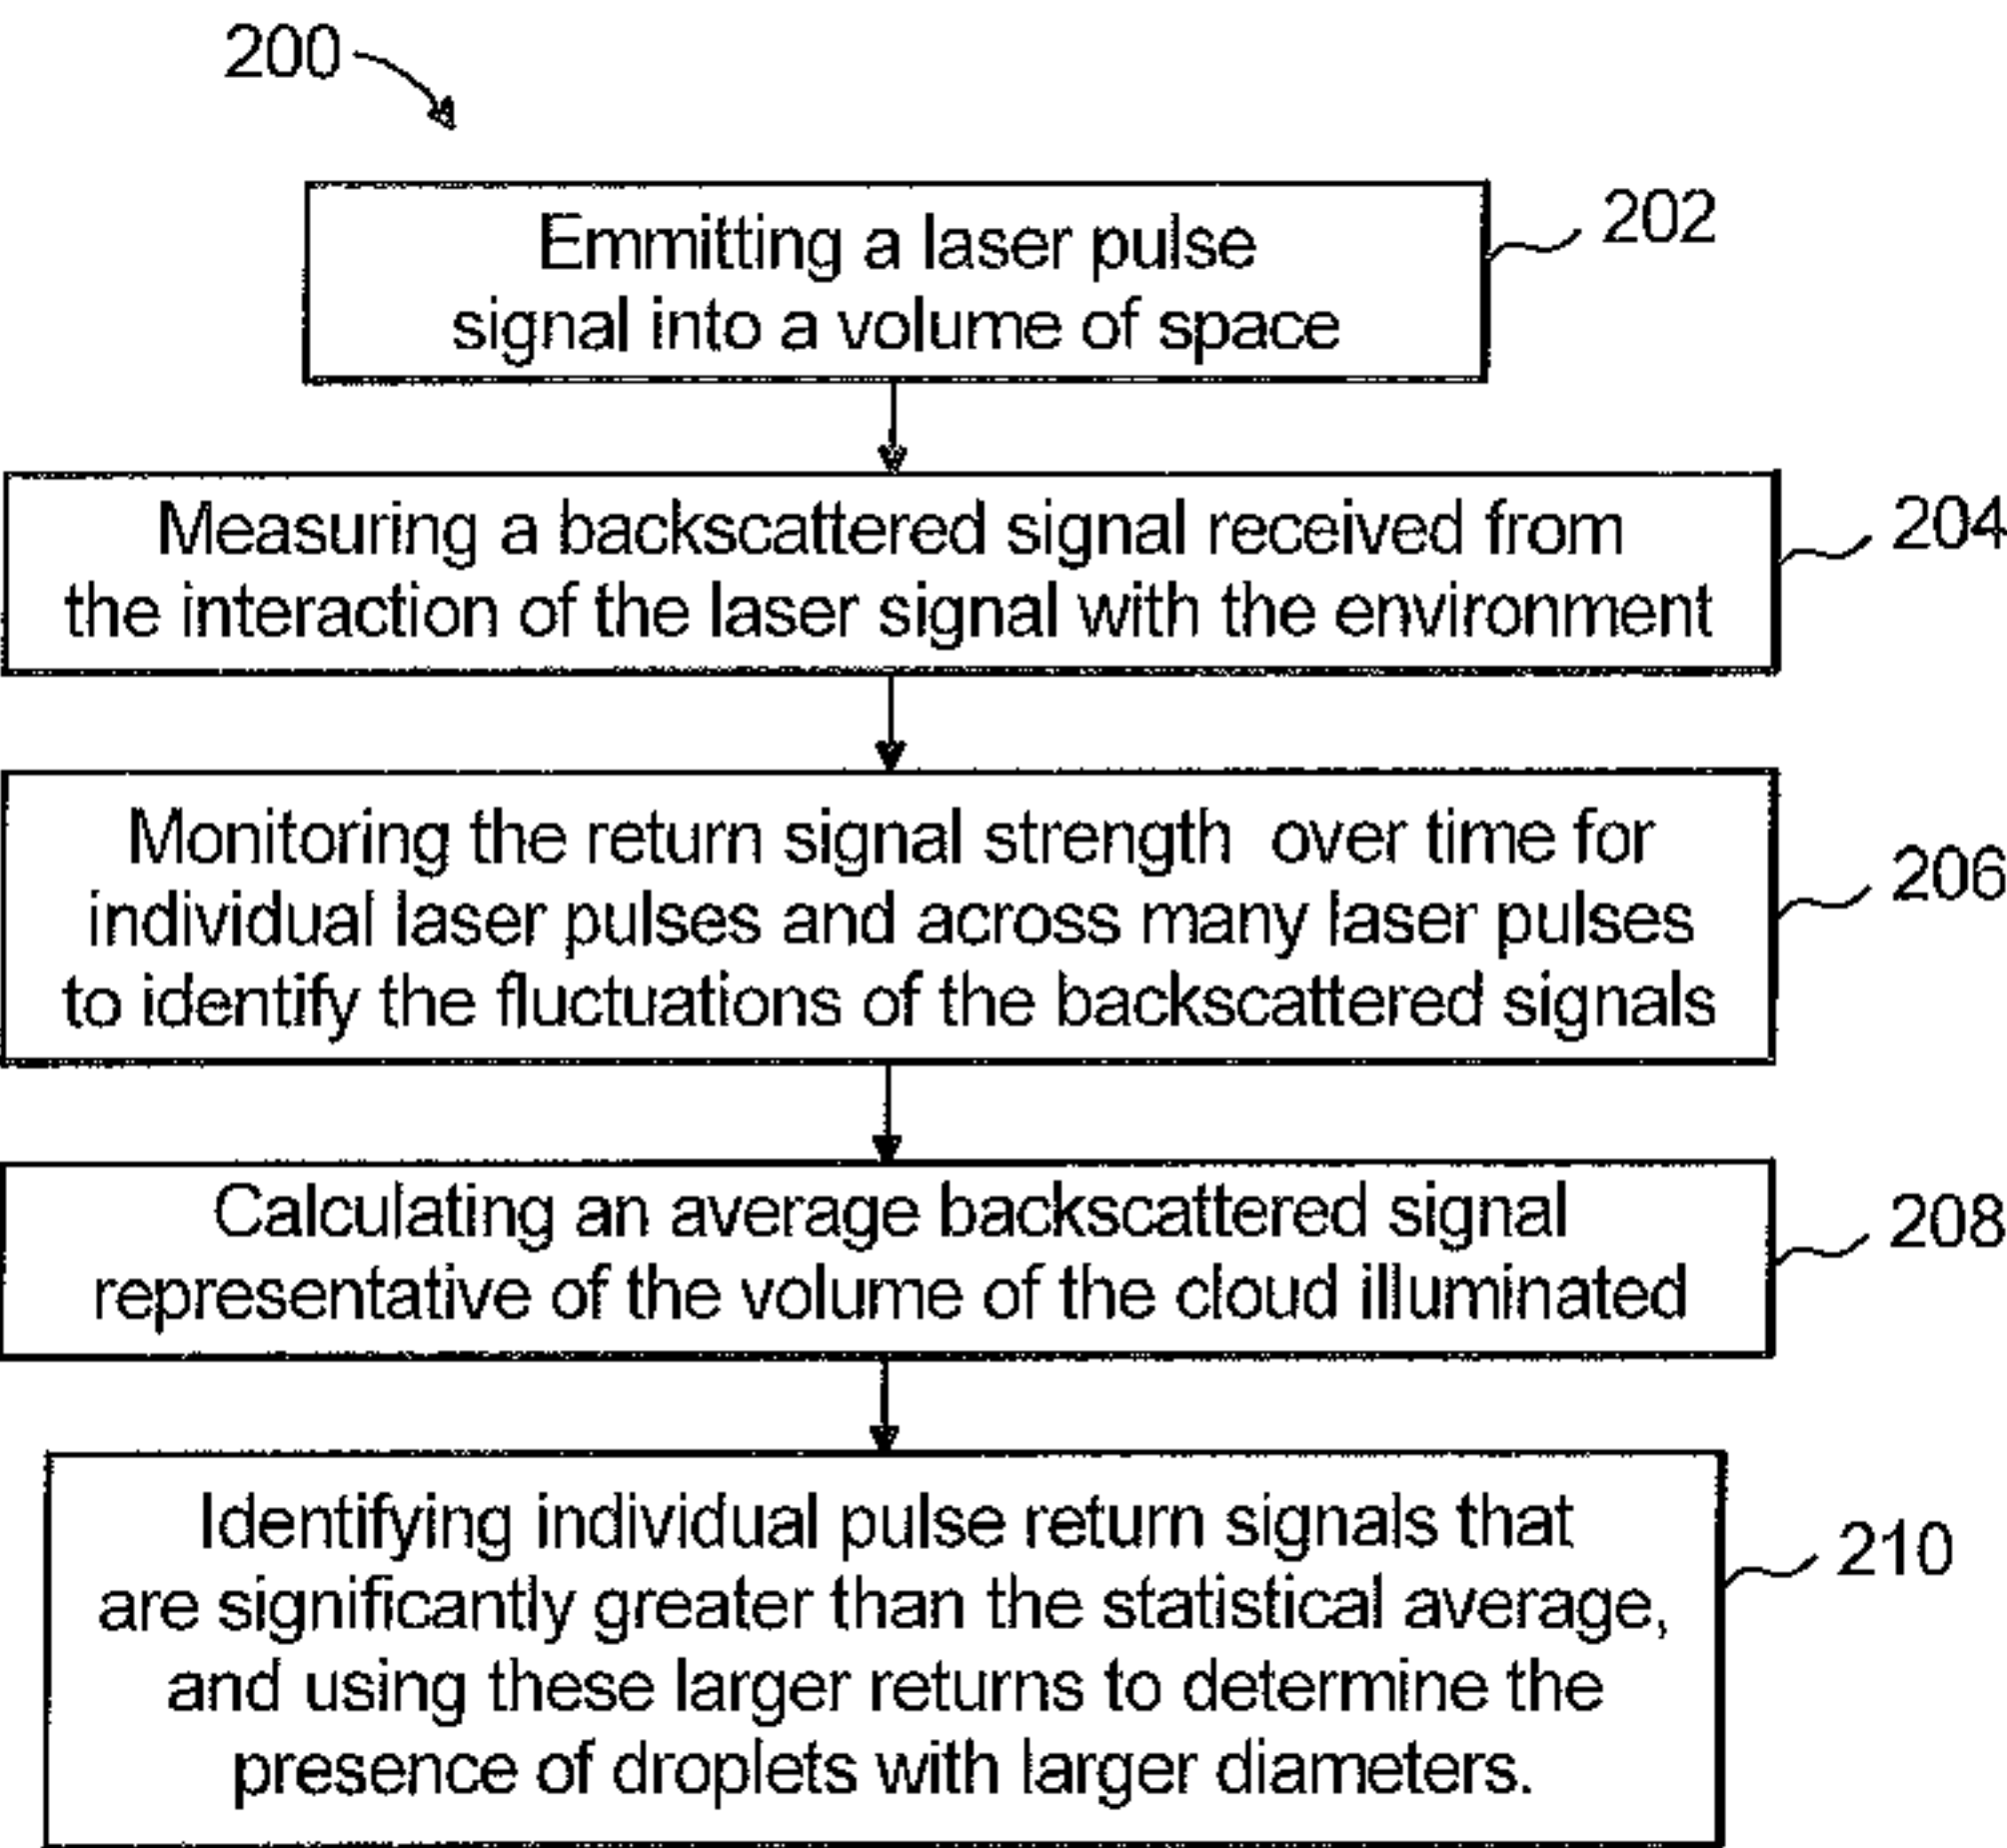 200
Emmitting a laser pulse
signal into a volume of space
202
Measuring a backscattered signal received from
the interaction of the laser signal with the environment
204
Monitoring the return signal strength over time for
individual laser pulses and across many laser pulses
to identify the fluctuations of the backscattered signals
206
Calculating an average backscattered signal
representative of the volume of the cloud illuminated
208
Identifying individual pulse return signals that
are significantly greater than the statistical average,
and using these larger returns to determine the
presence of droplets with larger diameters.
210